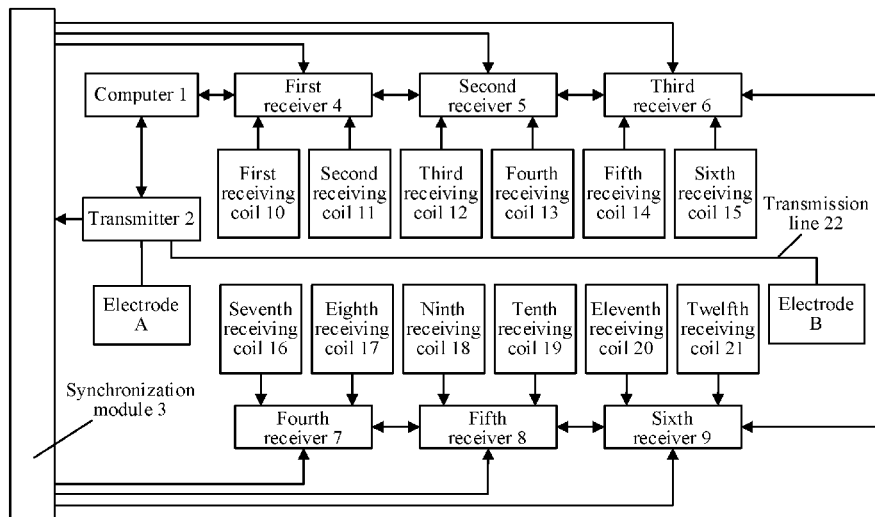 Computer 1
First
receiver 4
Second
receiver 5
Third
receiver 6
First
receiving
coil 10
Second
receiving
coil 11
Third
receiving
coil 12
Fourth
receiving
coil 13
Fifth
receiving
coil 14
Sixth
receiving
coil 15
Transmission
line 22
Transmitter 2
Electrode
A
Seventh
receiving
coil 16
Eighth
receiving
coil 17
Ninth
receiving
coil 18
Tenth
receiving
coil 19
Eleventh
receiving
coil 20
Twelfth
receiving
coil 21
Electrode
B
Synchronization
module 3
Fourth
receiver 7
Fifth
receiver 8
Sixth
receiver 9